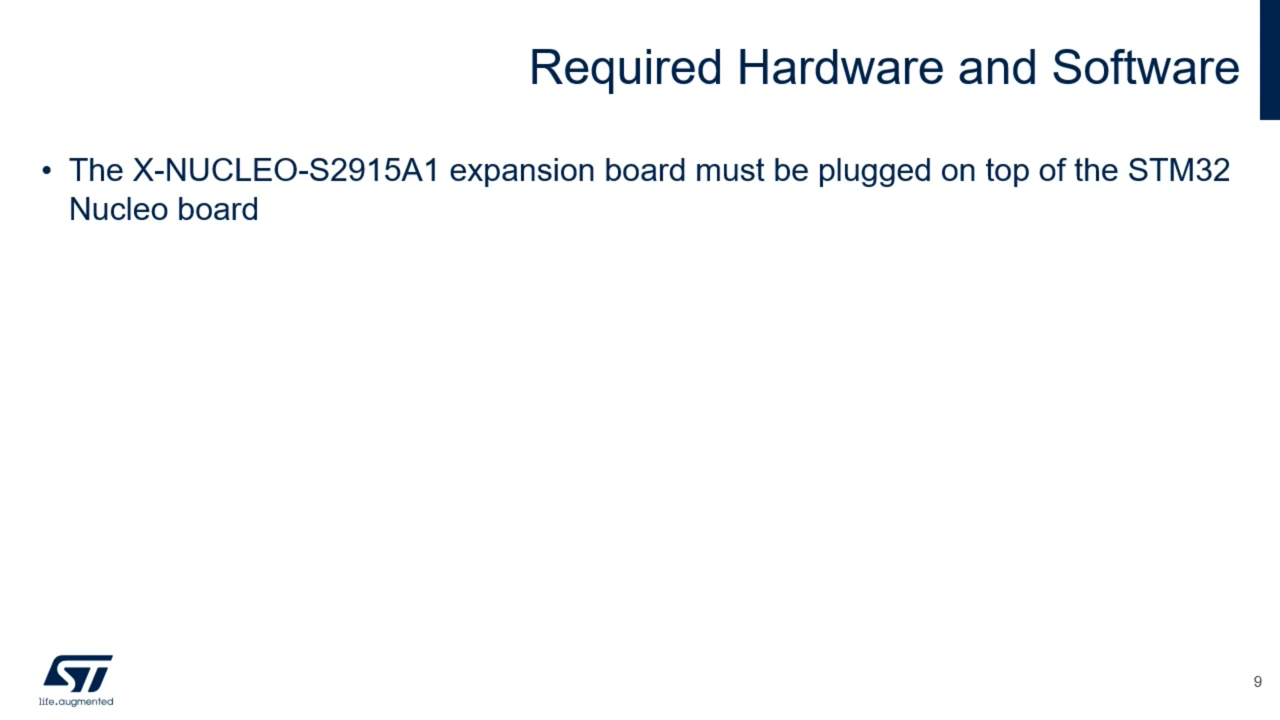 Required Hardware and Software
• The X-NUCLEO-S2915A1 expansion board must be plugged on top of the STM32
Nucleo board
ST
life.augmented
9